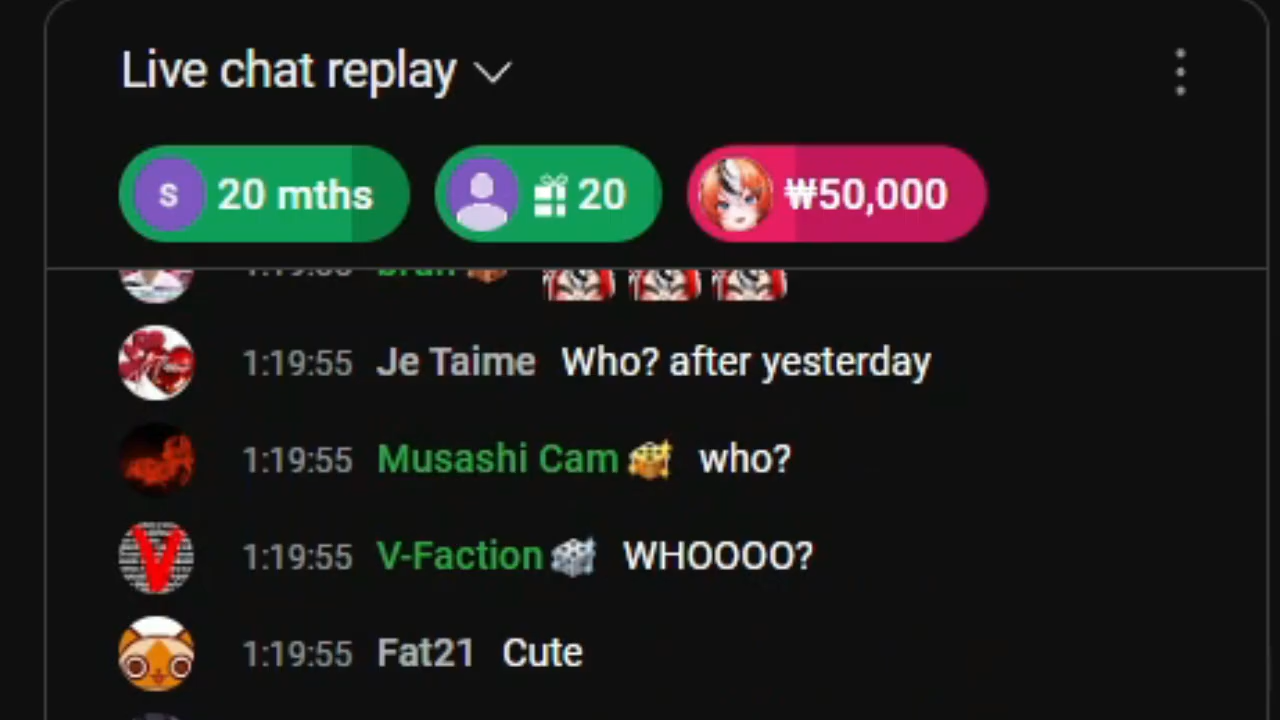 Live chat replay
S 20 mths 20 ₩50,000
1:19:55 Je Taime Who? after yesterday
1:19:55 Musashi Cam who?
V 1:19:55 V-Faction WHOOOO?
1:19:55 Fat21 Cute